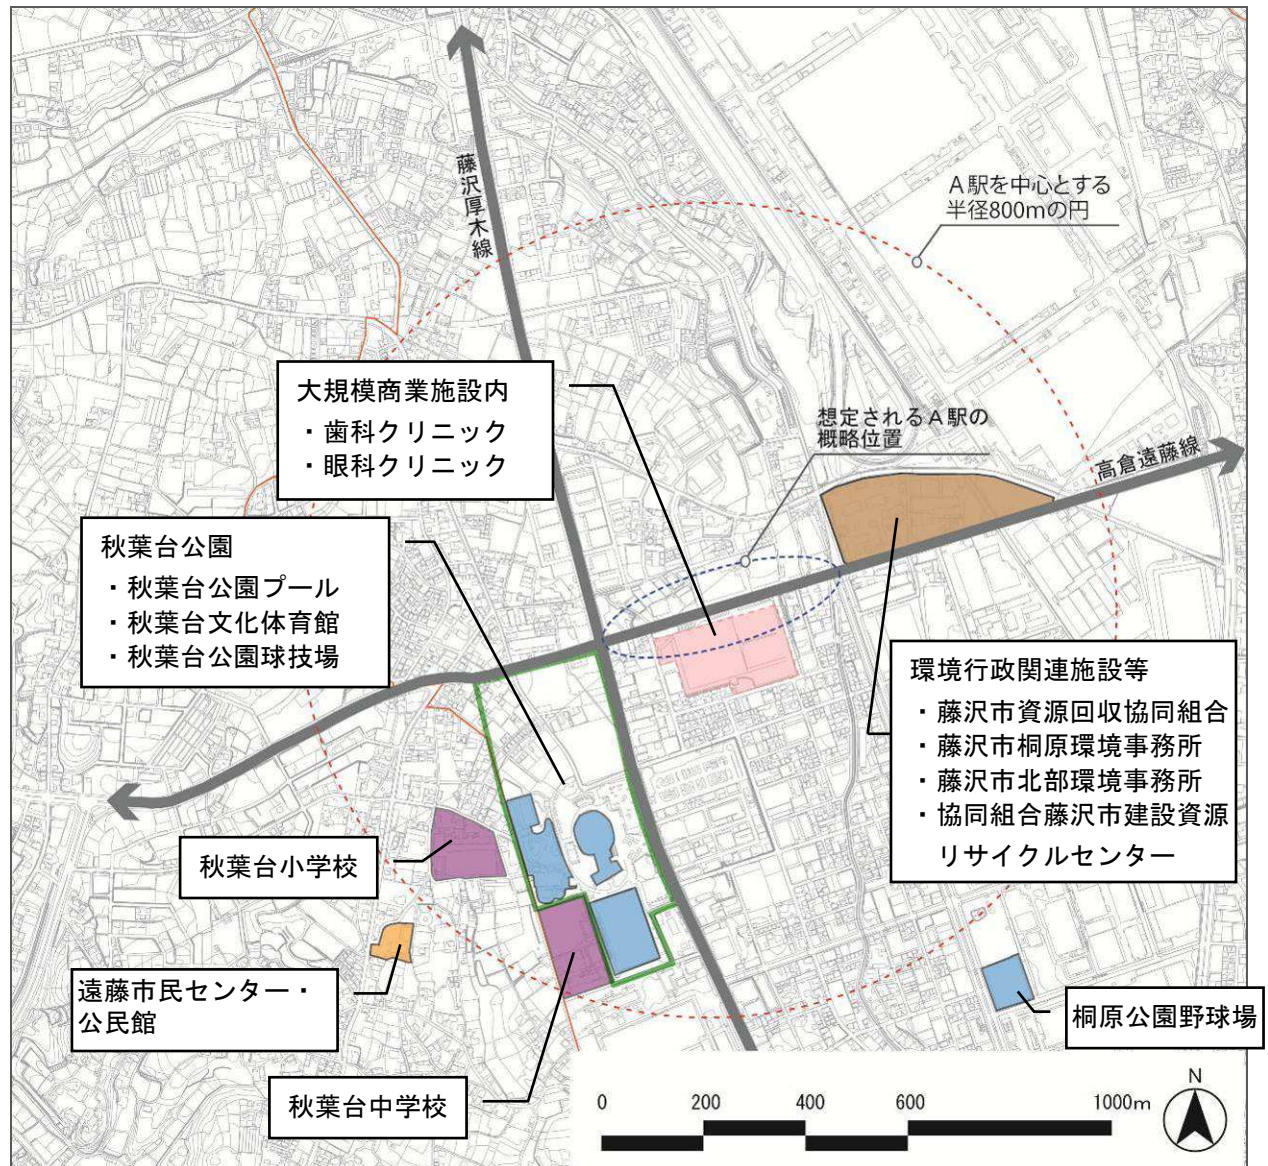 藤沢厚木線
A駅を中心とする
半径800mの円
大規模商業施設内
・歯科クリニック
・眼科クリニック
想定されるA駅の
概略位置
高倉遠藤線
秋葉台公園
・秋葉台公園プール
・秋葉台文化体育館
・秋葉台公園球技場
環境行政関連施設等
・藤沢市資源回収協同組合
・藤沢市桐原環境事務所
・藤沢市北部環境事務所
・協同組合藤沢市建設資源
リサイクルセンター
秋葉台小学校
遠藤市民センター・
公民館
桐原公園野球場
秋葉台中学校
0 200 400 600 1000m
N